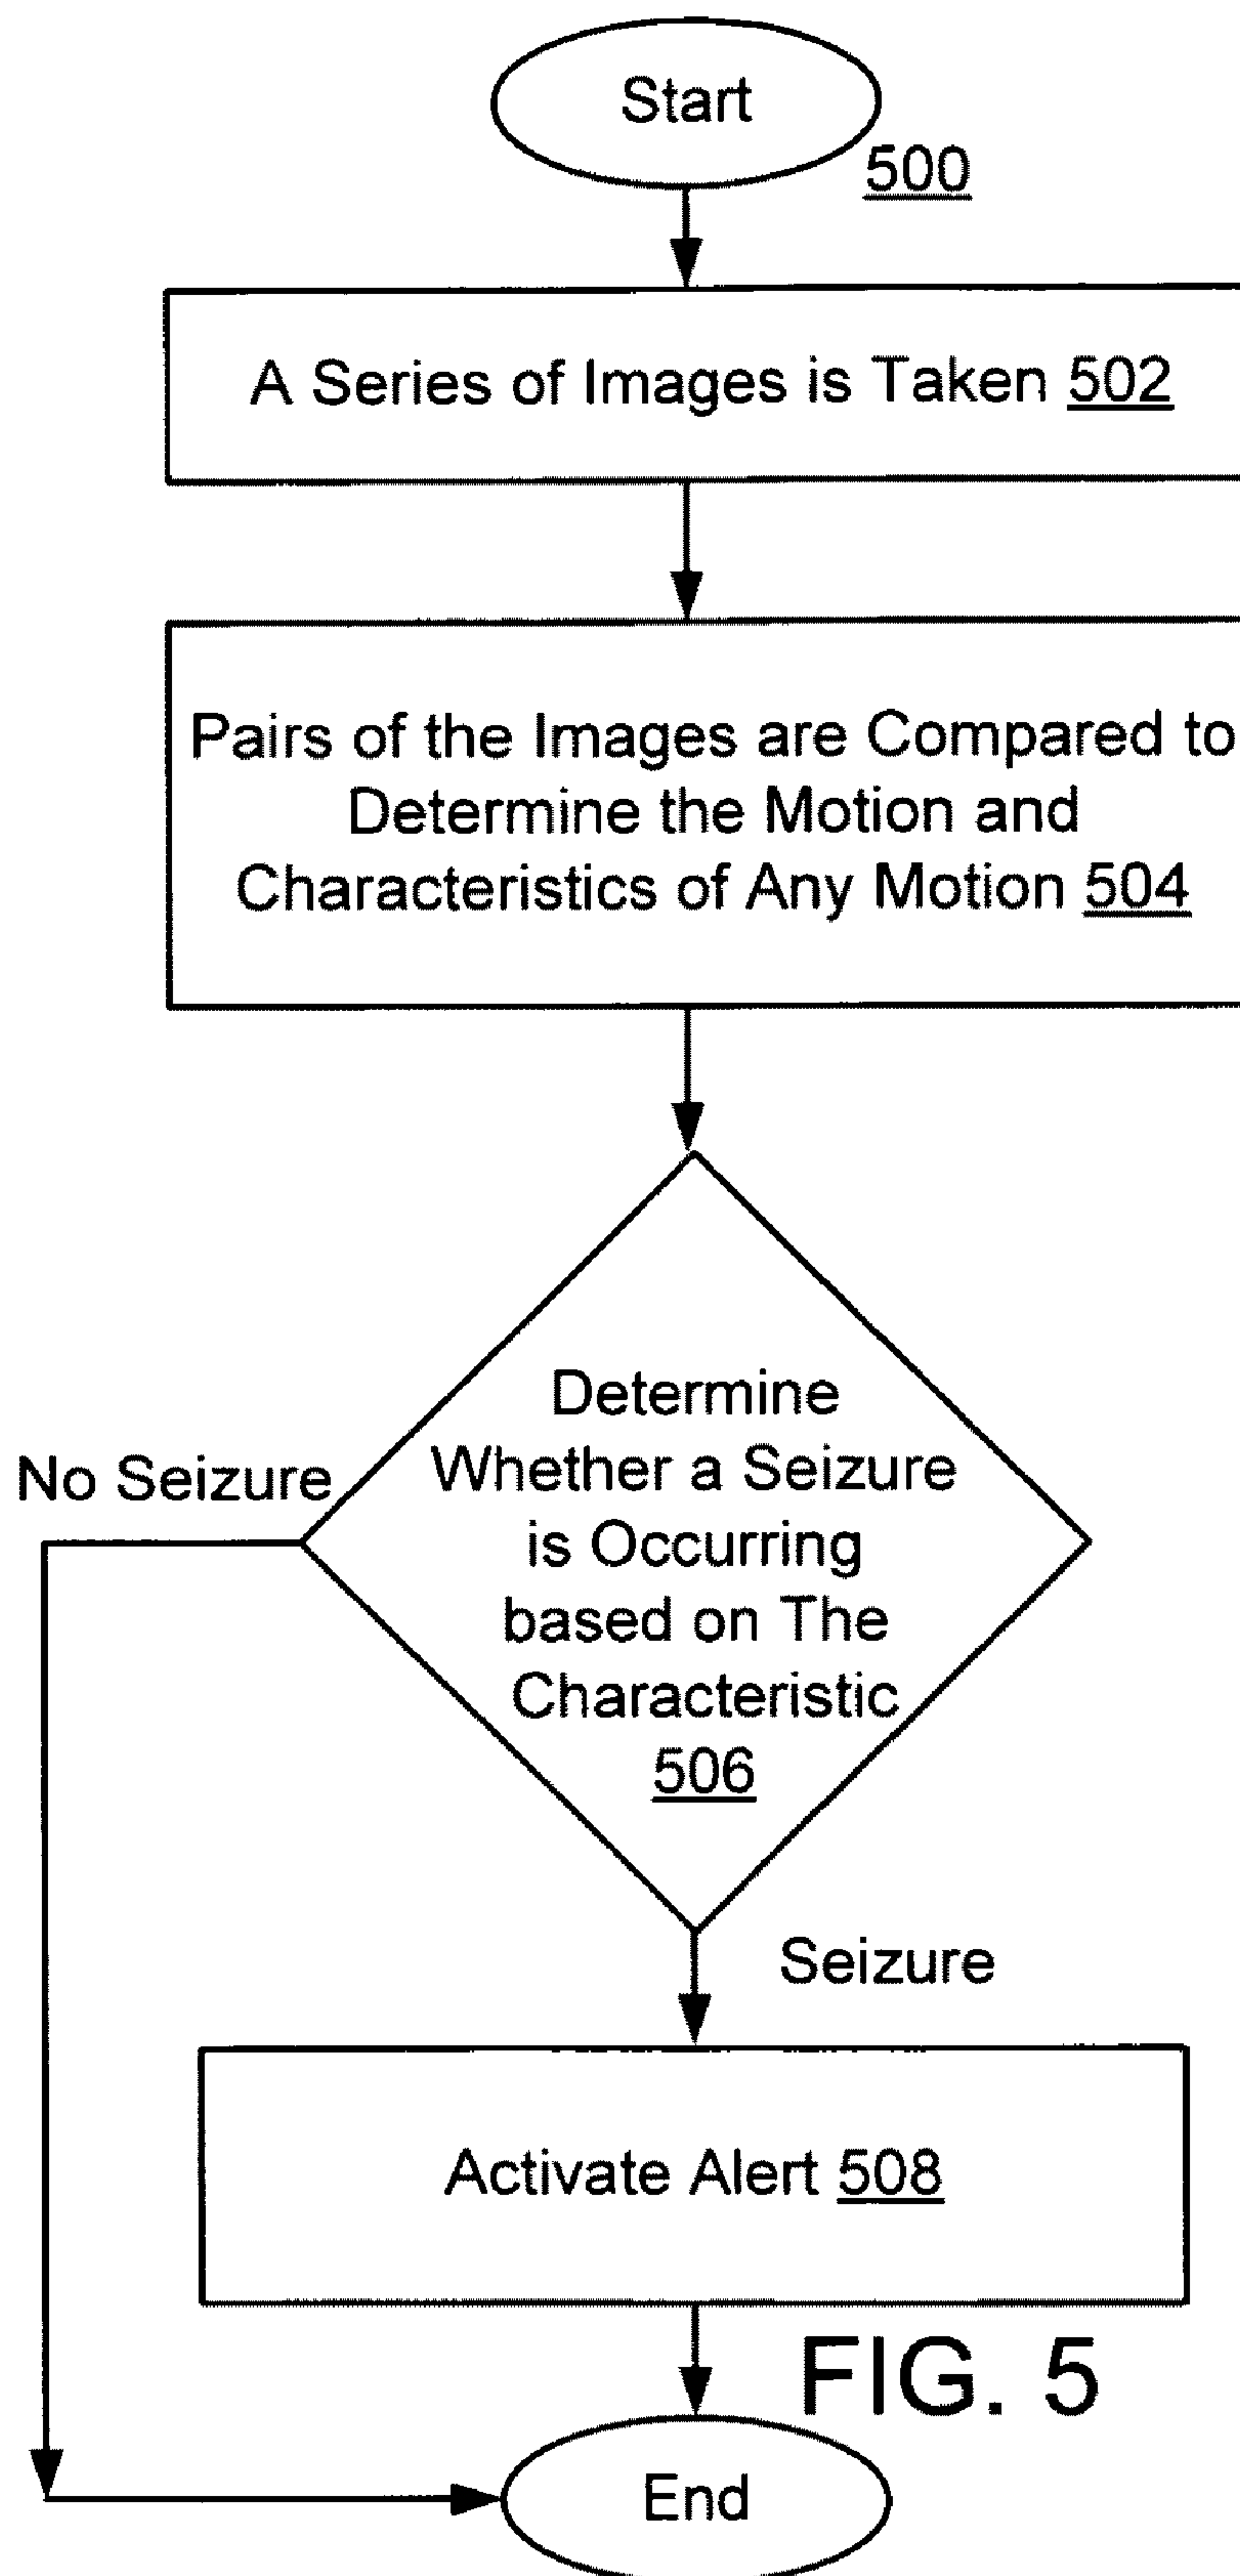 Start
500
A Series of Images is Taken 502
Pairs of the Images are Compared to
Determine the Motion and
Characteristics of Any Motion 504
Determine
Whether a Seizure
is Occurring
based on The
Characteristic
506
No Seizure
Seizure
Activate Alert 508
FIG. 5
End